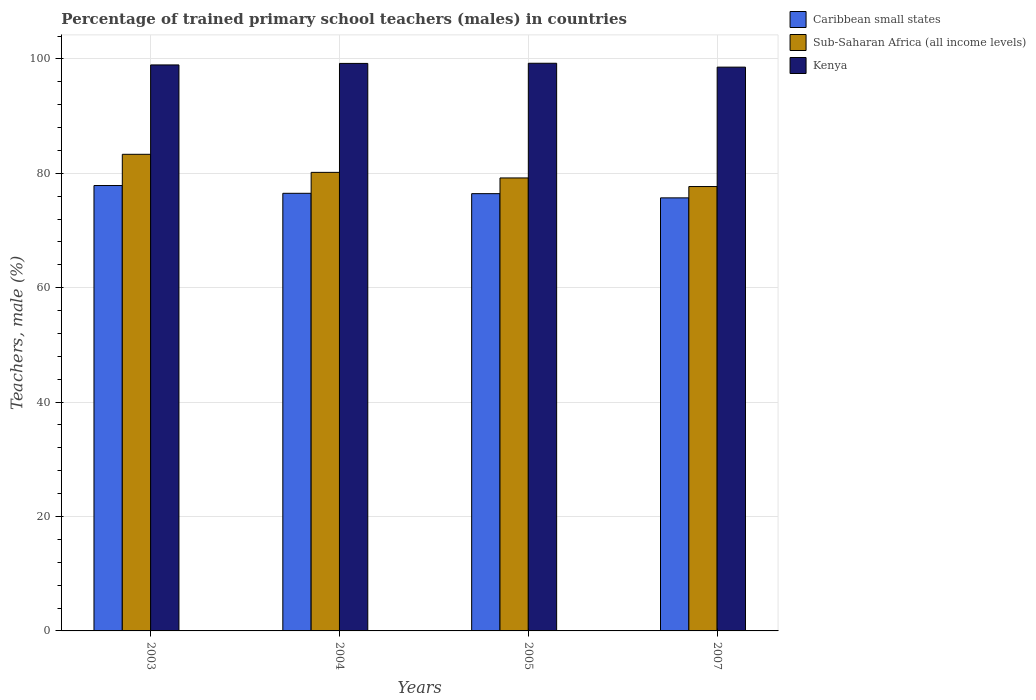 Percentage of trained primary school teachers (males) in countries
Caribbean small states
Sub-Saharan Africa (all income levels)
Kenya
Teachers, male (%)
100
80
60
40
20
0
2003
2004
2005
2007
Years